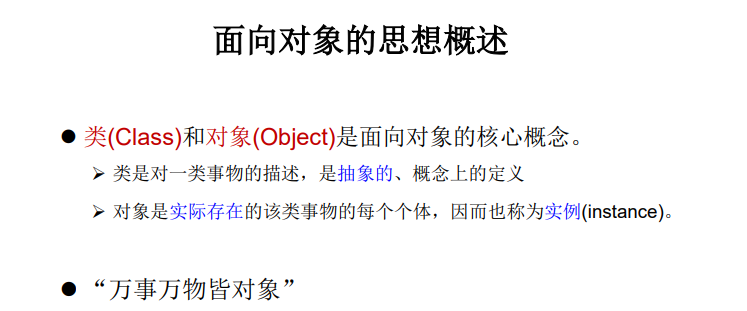 面向对象的思想概述
● 类(Class)和对象(Object)是面向对象的核心概念。
➢ 类是对一类事物的描述，是抽象的、概念上的定义
➢ 对象是实际存在的该类事物的每个个体，因而也称为实例(instance)。
● “万事万物皆对象”